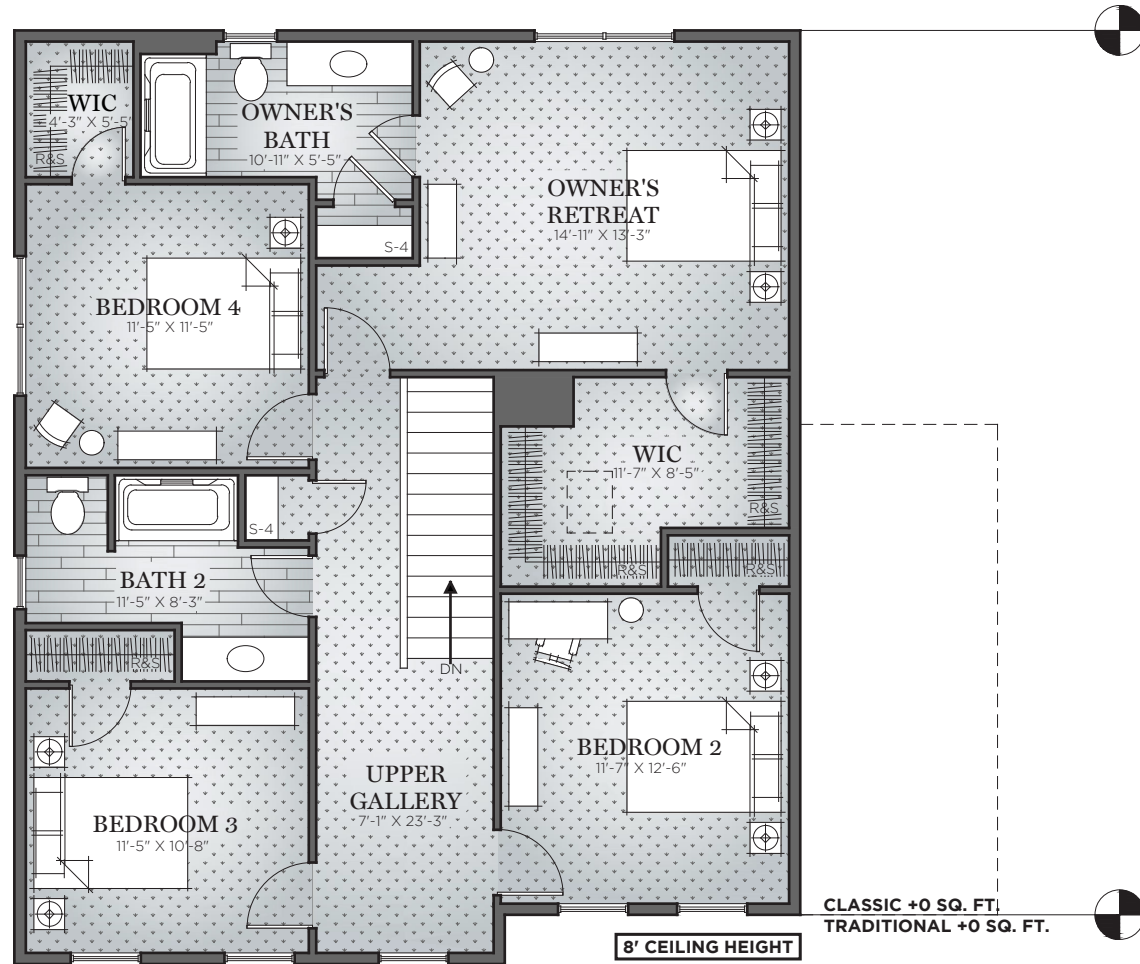 WIC
4'-3" X 5'-5"
R&S
OWNER'S
BATH
10'-11" X 5'-5"
S-4
OWNER'S
RETREAT
14'-11" X 13'-3"
BEDROOM 4
11'-5" X 11'-5"
WIC
11'-7" X 8'-5"
R&S
R&S
R&S
S-4
BATH 2
11'-5" X 8'-3"
R&S
DN
BEDROOM 2
11'-7" X 12'-6"
UPPER
GALLERY
7'-1" X 23'-3"
BEDROOM 3
11'-5" X 10'-8"
CLASSIC +0 SQ. FT.
TRADITIONAL +0 SQ. FT.
8' CEILING HEIGHT